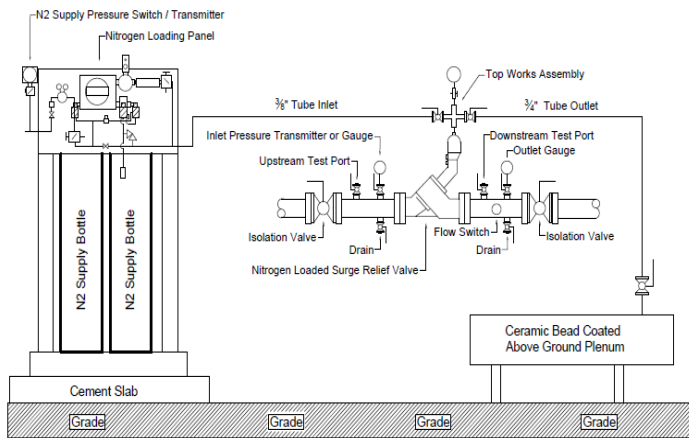 N2 Supply Pressure Switch / Transmitter
Nitrogen Loading Panel
Top Works Assembly
⅜" Tube Inlet
¾" Tube Outlet
Inlet Pressure Transmitter or Gauge
Downstream Test Port
Outlet Gauge
Upstream Test Port
Isolation Valve
Drain
Flow Switch
Drain
Isolation Valve
Nitrogen Loaded Surge Relief Valve
N2 Supply Bottle
N2 Supply Bottle
Ceramic Bead Coated
Above Ground Plenum
Cement Slab
Grade
Grade
Grade
Grade